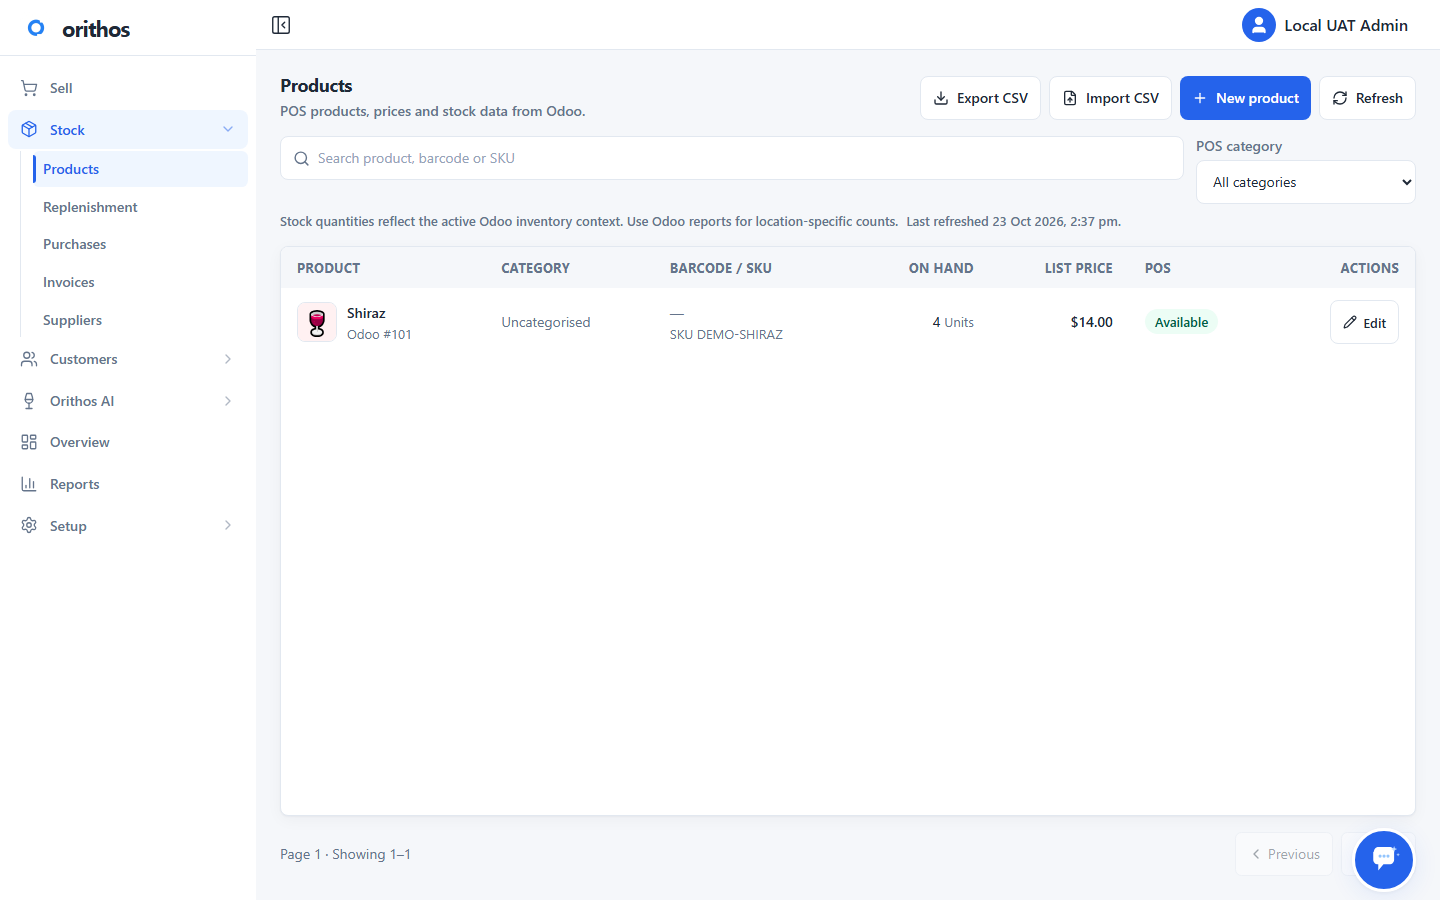 orithos
Local UAT Admin
Sell
Stock
Products
Replenishment
Purchases
Invoices
Suppliers
Customers
Orithos AI
Overview
Reports
Setup
Products
POS products, prices and stock data from Odoo.
Export CSV
Import CSV
New product
Refresh
Search product, barcode or SKU
POS category
All categories
Stock quantities reflect the active Odoo inventory context. Use Odoo reports for location-specific counts. Last refreshed 23 Oct 2026, 2:37 pm.
PRODUCT CATEGORY BARCODE / SKU ON HAND LIST PRICE POS ACTIONS
Shiraz
Odoo #101
Uncategorised
—
SKU DEMO-SHIRAZ
4 Units
$14.00
Available
Edit
Page 1 · Showing 1–1
Previous